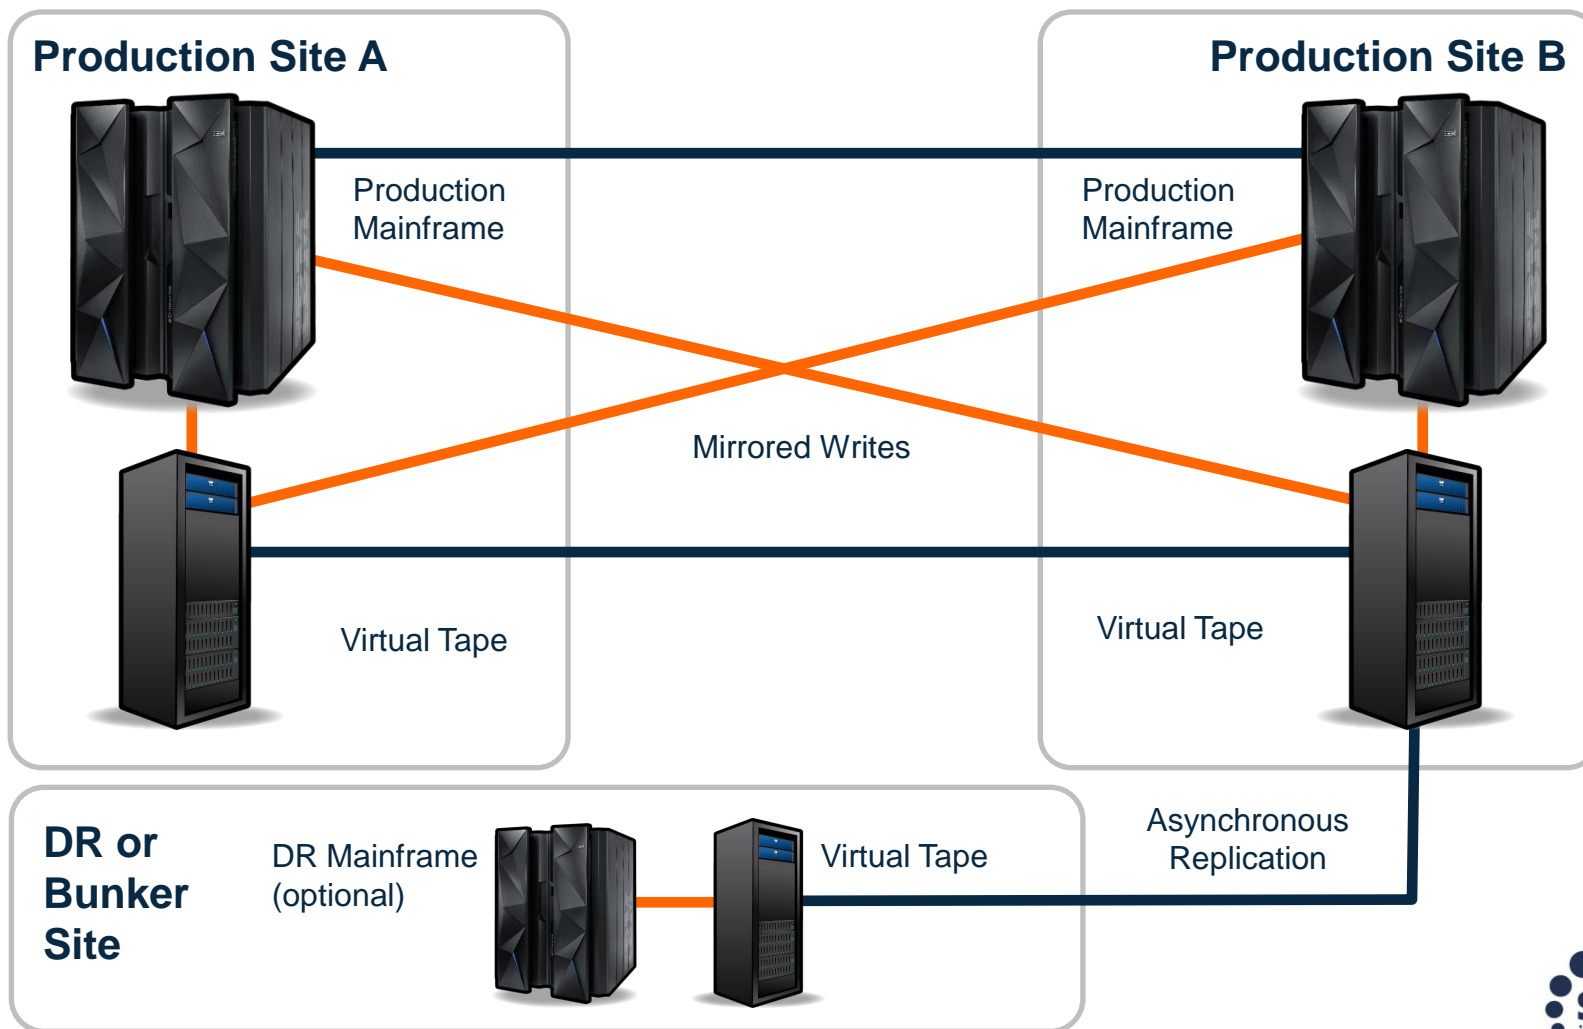 Production Site A
Production Site B
Production
Mainframe
Production
Mainframe
Mirrored Writes
Virtual Tape
Virtual Tape
DR or
Bunker
Site
DR Mainframe
(optional)
Virtual Tape
Asynchronous
Replication